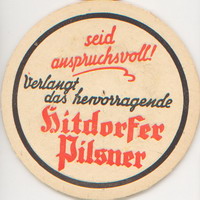 seid
anspruchsvoll!
Verlangt
das hervorragende
Hitdorfer
Pilsner